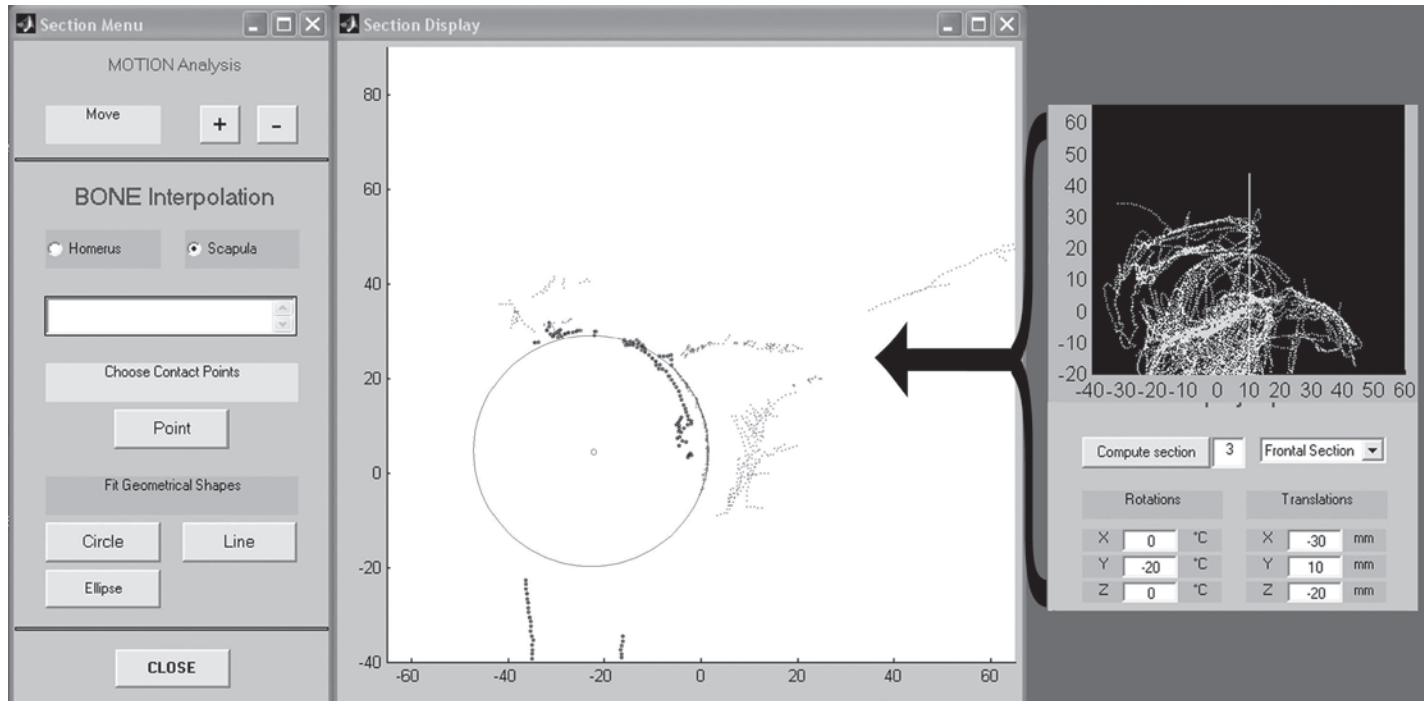 Section Menu
MOTION Analysis
Move
+
-
BONE Interpolation
Homerus
Scapula
Choose Contact Points
Point
Fit Geometrical Shapes
Circle
Line
Ellipse
CLOSE
Section Display
80
60
40
20
0
-20
-40
-60
-40
-20
0
20
40
60
60
50
40
30
20
10
0
-10
-20
-40-30-20-10 0 10 20 30 40 50 60
Compute section
3
Frontal Section
Rotations
Translations
X 0 °C
X -30 mm
Y -20 °C
Y 10 mm
Z 0 °C
Z -20 mm